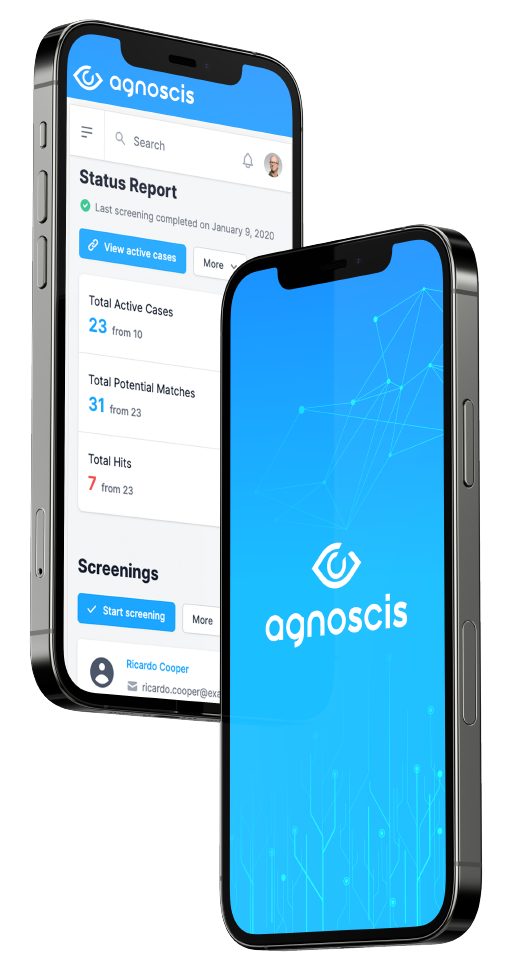 agnoscis
Search
Status Report
Last screening completed on January 9, 2020
View active cases
More
Total Active Cases
23 from 10
Total Potential Matches
31 from 23
Total Hits
7 from 23
Screenings
Start screening
More
Ricardo Cooper
ricardo.cooper@exa
agnoscis